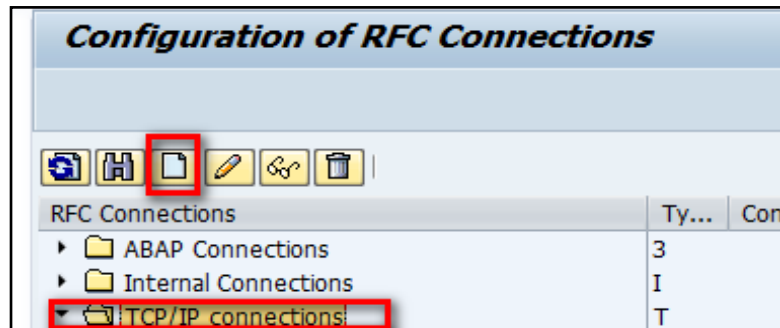 Configuration of RFC Connections
RFC Connections Ty... Con
ABAP Connections 3
Internal Connections I
TCP/IP connections T